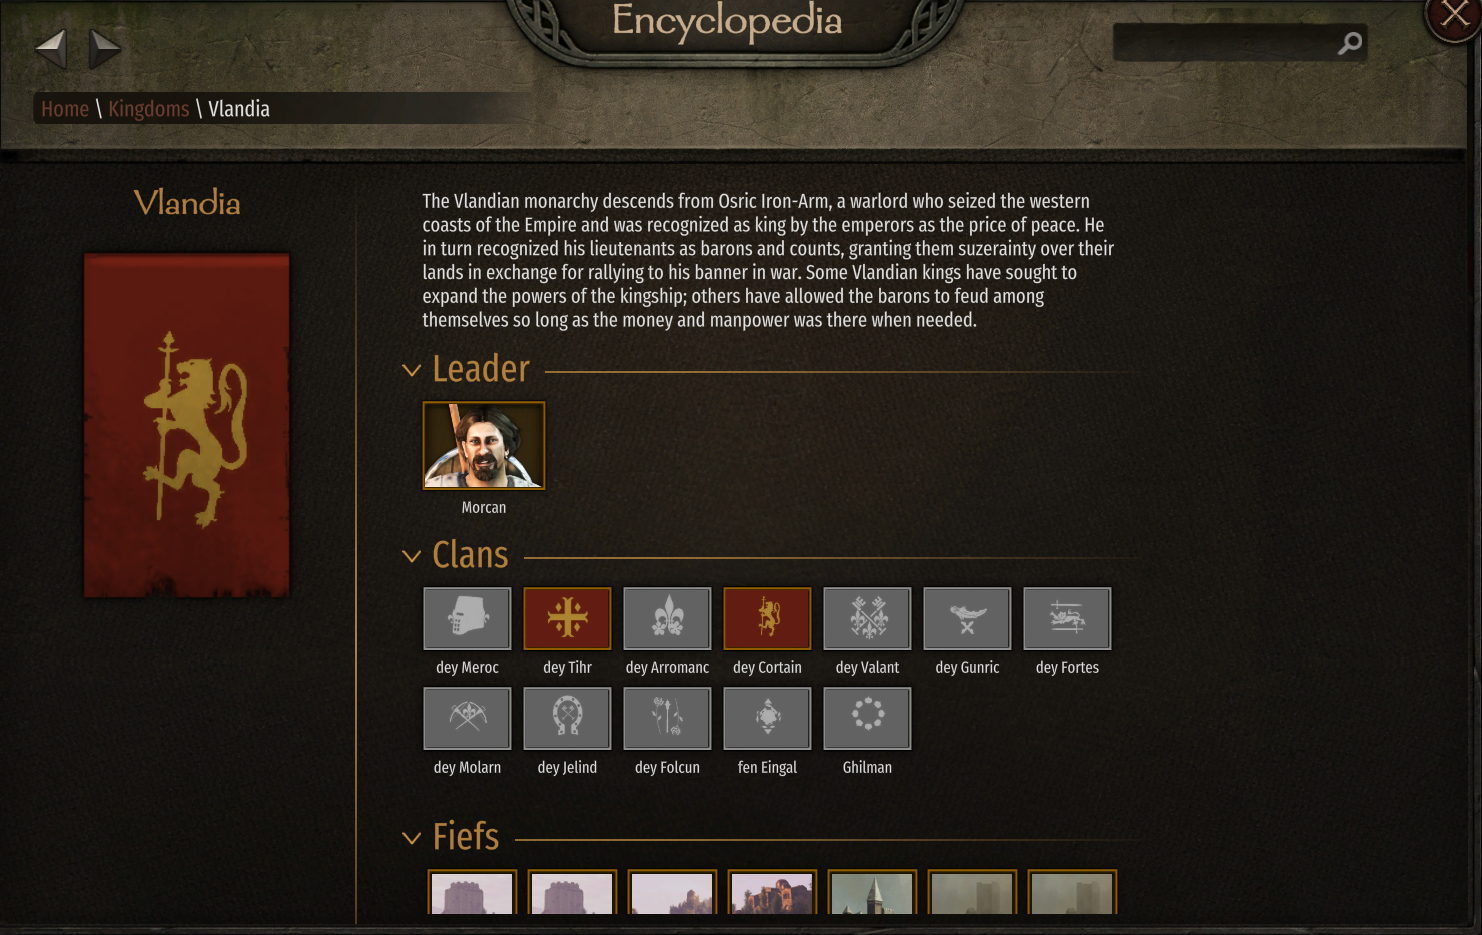 Encyclopedia
Home \ Kingdoms \ Vlandia
Vlandia
The Vlandian monarchy descends from Osric Iron-Arm, a warlord who seized the western
coasts of the Empire and was recognized as king by the emperors as the price of peace. He
in turn recognized his lieutenants as barons and counts, granting them suzerainty over their
lands in exchange for rallying to his banner in war. Some Vlandian kings have sought to
expand the powers of the kingship; others have allowed the barons to feud among
themselves so long as the money and manpower was there when needed.
Leader
Morcan
Clans
dey Meroc dey Tihr dey Arromanc dey Cortain dey Valant dey Gunric dey Fortes
dey Molarn dey Jelind dey Folcun fen Eingal Ghilman
Fiefs